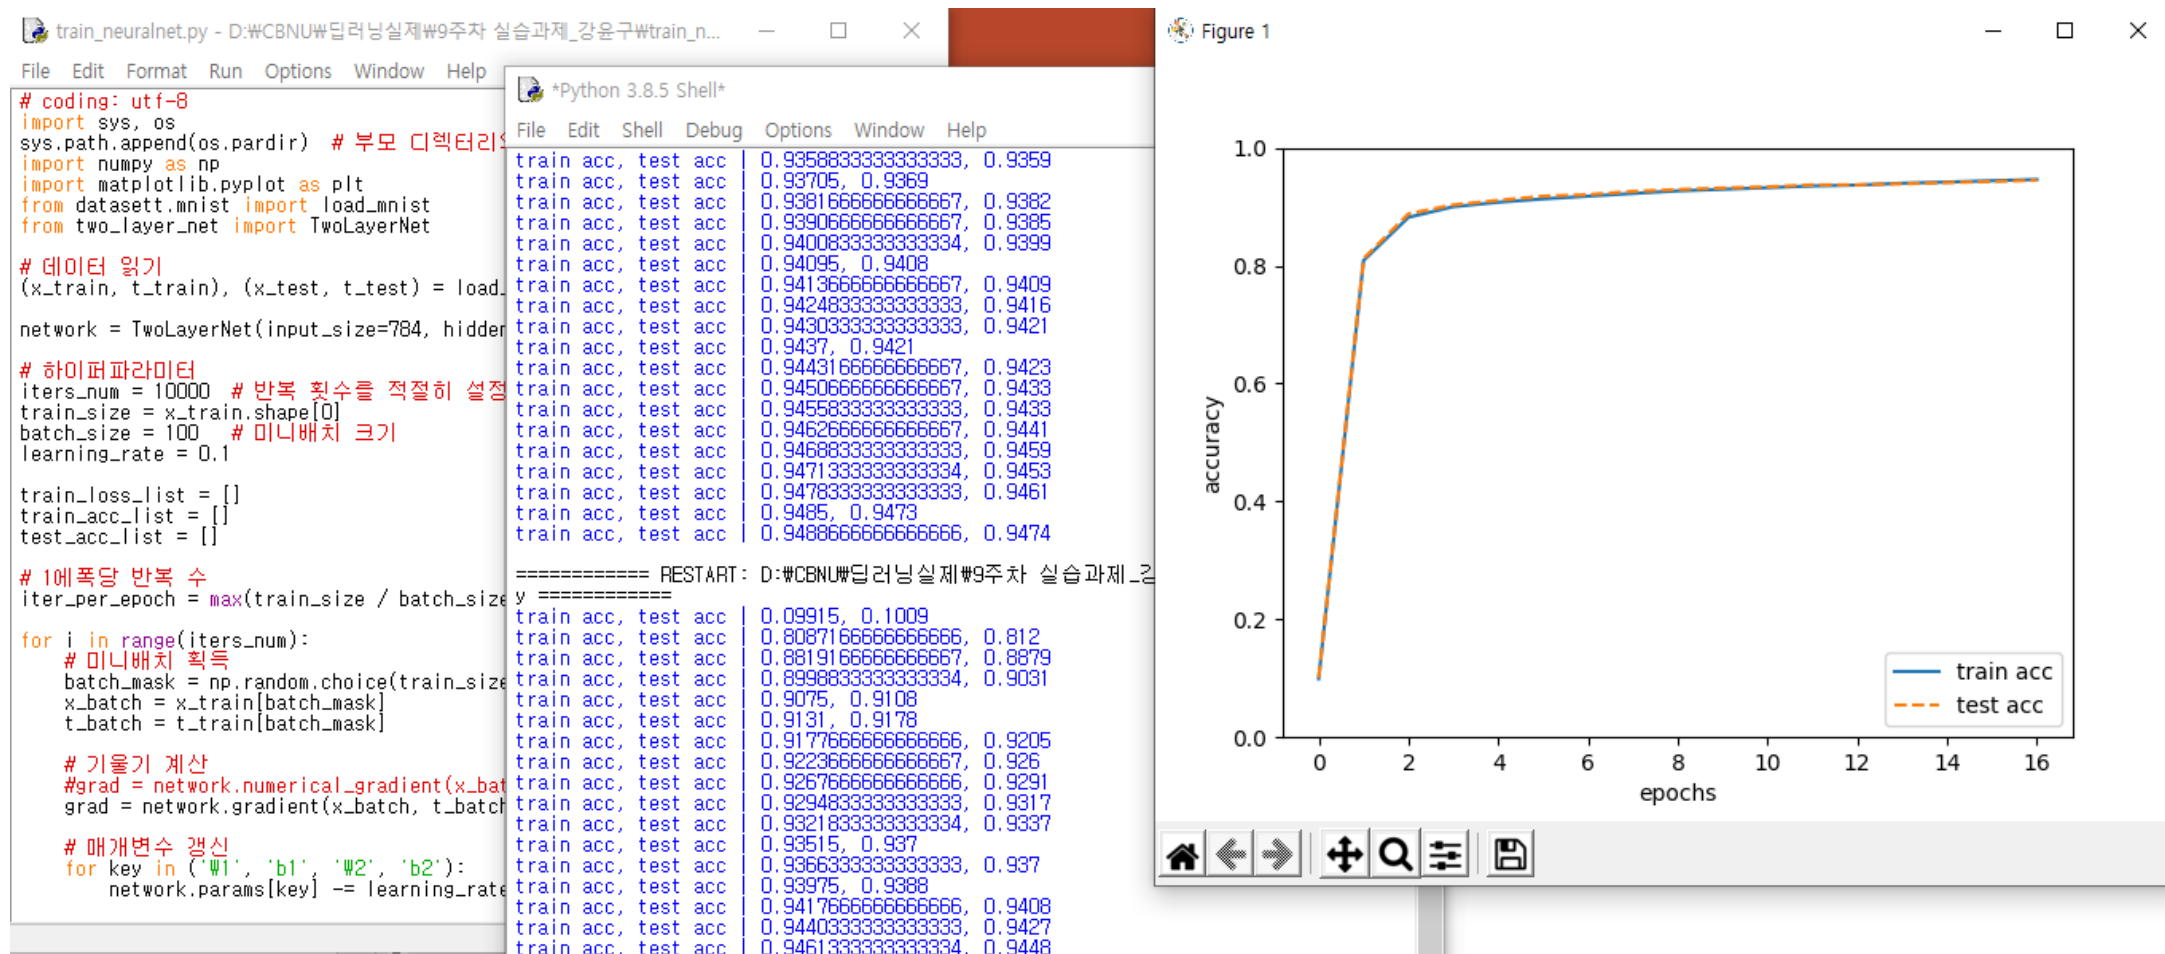 train_neuralnet.py - D:\CBNU\딥러닝실제\9주차 실습과제_강윤구\train_n...
File Edit Format Run Options Window Help
# coding: utf-8
import sys, os
sys.path.append(os.pardir)  # 부모 디렉터리의
import numpy as np
import matplotlib.pyplot as plt
from datasett.mnist import load_mnist
from two_layer_net import TwoLayerNet
# 데이터 읽기
(x_train, t_train), (x_test, t_test) = load_
network = TwoLayerNet(input_size=784, hidden
# 하이퍼파라미터
iters_num = 10000  # 반복 횟수를 적절히 설정
train_size = x_train.shape[0]
batch_size = 100   # 미니배치 크기
learning_rate = 0.1
train_loss_list = []
train_acc_list = []
test_acc_list = []
# 1에폭당 반복 수
iter_per_epoch = max(train_size / batch_size
for i in range(iters_num):
# 미니배치 획득
batch_mask = np.random.choice(train_size
x_batch = x_train[batch_mask]
t_batch = t_train[batch_mask]
# 기울기 계산
#grad = network.numerical_gradient(x_bat
grad = network.gradient(x_batch, t_batch
# 매개변수 갱신
for key in ('W1', 'b1', 'W2', 'b2'):
network.params[key] -= learning_rate
*Python 3.8.5 Shell*
File Edit Shell Debug Options Window Help
train acc, test acc | 0.9358833333333333, 0.9359
train acc, test acc | 0.93705, 0.9369
train acc, test acc | 0.9381666666666667, 0.9382
train acc, test acc | 0.9390666666666667, 0.9385
train acc, test acc | 0.9400833333333334, 0.9399
train acc, test acc | 0.94095, 0.9408
train acc, test acc | 0.9413666666666667, 0.9409
train acc, test acc | 0.9424833333333333, 0.9416
train acc, test acc | 0.9430333333333333, 0.9421
train acc, test acc | 0.9437, 0.9421
train acc, test acc | 0.9443166666666667, 0.9423
train acc, test acc | 0.9450666666666667, 0.9433
train acc, test acc | 0.9455833333333333, 0.9433
train acc, test acc | 0.9462666666666667, 0.9441
train acc, test acc | 0.9468833333333333, 0.9459
train acc, test acc | 0.9471333333333334, 0.9453
train acc, test acc | 0.9478333333333333, 0.9461
train acc, test acc | 0.9485, 0.9473
train acc, test acc | 0.9488666666666666, 0.9474
============ RESTART: D:\CBNU\딥러닝실제\9주차 실습과제_강
y ============
train acc, test acc | 0.09915, 0.1009
train acc, test acc | 0.8087166666666666, 0.812
train acc, test acc | 0.8819166666666667, 0.8879
train acc, test acc | 0.8998833333333334, 0.9031
train acc, test acc | 0.9075, 0.9108
train acc, test acc | 0.9131, 0.9178
train acc, test acc | 0.9177666666666666, 0.9205
train acc, test acc | 0.9223666666666667, 0.926
train acc, test acc | 0.9267666666666666, 0.9291
train acc, test acc | 0.9294833333333333, 0.9317
train acc, test acc | 0.9321833333333334, 0.9337
train acc, test acc | 0.93515, 0.937
train acc, test acc | 0.9366333333333333, 0.937
train acc, test acc | 0.93975, 0.9388
train acc, test acc | 0.9417666666666666, 0.9408
train acc, test acc | 0.9440333333333333, 0.9427
train acc, test acc | 0.9461333333333334, 0.9448
Figure 1
1.0
0.8
0.6
0.4
0.2
0.0
accuracy
train acc
test acc
0 2 4 6 8 10 12 14 16
epochs